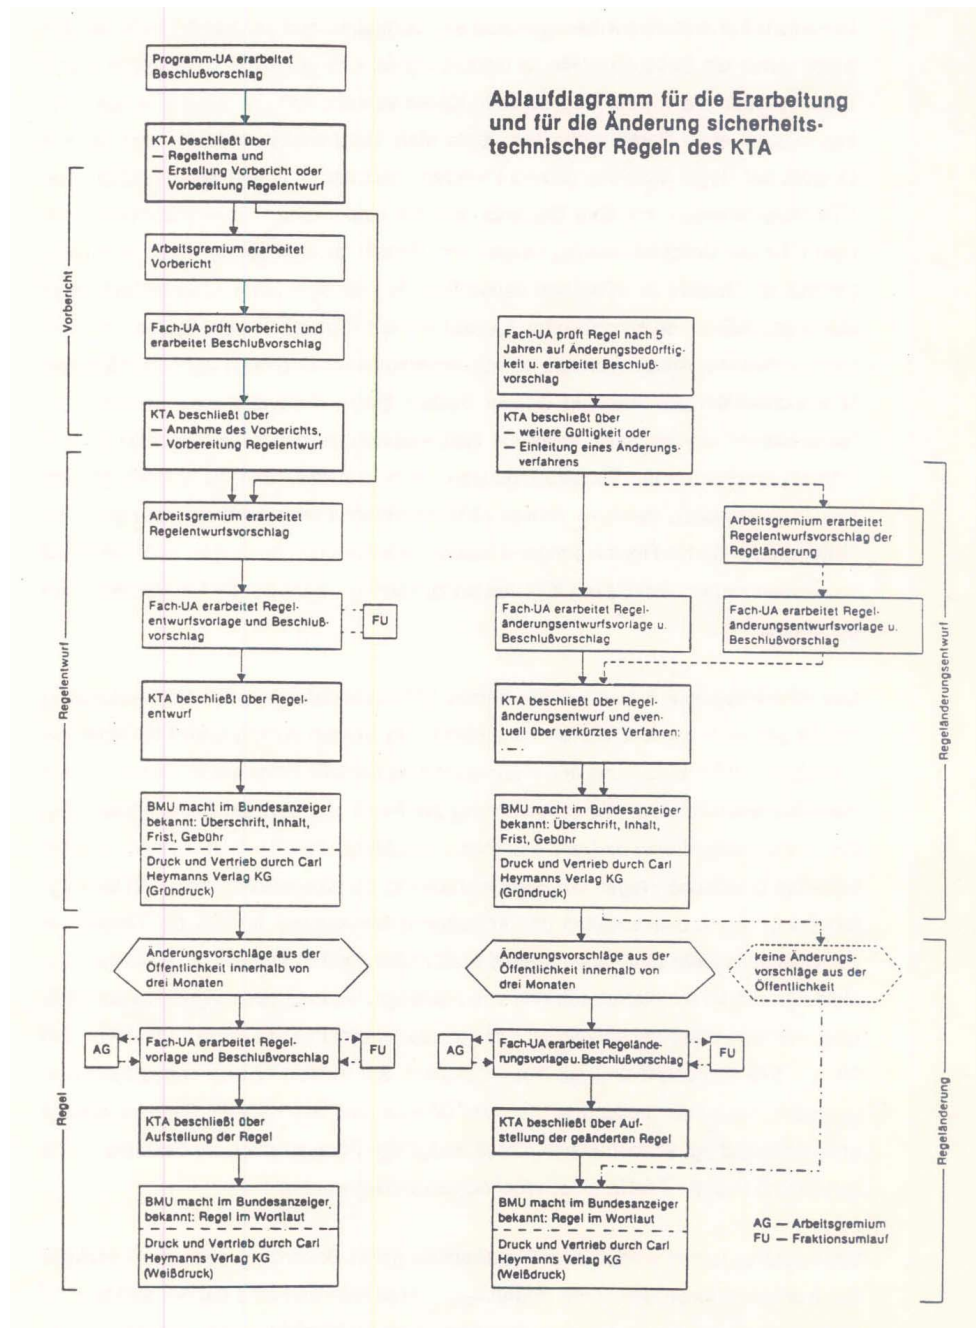 Ablaufdiagramm für die Erarbeitung
und für die Änderung sicherheits-
technischer Regeln des KTA
Programm-UA erarbeitet
Beschlußvorschlag
KTA beschließt über
— Regelthema und
— Erstellung Vorbericht oder
Vorbereitung Regelentwurf
Arbeitsgremium erarbeitet
Vorbericht
Fach-UA prüft Vorbericht und
erarbeitet Beschlußvorschlag
KTA beschließt über
— Annahme des Vorberichts,
Vorbereitung Regelentwurf
Vorbericht
Arbeitsgremium erarbeitet
Regelentwurfsvorschlag
Fach-UA erarbeitet Regel-
entwurfsvorlage und Beschluß-
vorschlag
FU
KTA beschließt über Regel-
entwurf
BMU macht im Bundesanzeiger
bekannt: Überschrift, Inhalt,
Frist, Gebühr
Druck und Vertrieb durch Carl
Heymanns Verlag KG
(Gründruck)
Regelentwurf
Änderungsvorschläge aus der
Öffentlichkeit innerhalb von
drei Monaten
AG
Fach-UA erarbeitet Regel-
vorlage und Beschlußvorschlag
FU
KTA beschließt über
Aufstellung der Regel
BMU macht im Bundesanzeiger
bekannt: Regel im Wortlaut
Druck und Vertrieb durch Carl
Heymanns Verlag KG
(Weißdruck)
Regel
Fach-UA prüft Regel nach 5
Jahren auf Änderungsbedürftig-
keit u. erarbeitet Beschluß-
vorschlag
KTA beschließt über
— weitere Gültigkeit oder
— Einleitung eines Änderungs-
verfahrens
Arbeitsgremium erarbeitet
Regelentwurfsvorschlag der
Regeländerung
Fach-UA erarbeitet Regel-
änderungsentwurfsvorlage u.
Beschlußvorschlag
Fach-UA erarbeitet Regel-
änderungsentwurfsvorlage u.
Beschlußvorschlag
KTA beschließt über Regel-
änderungsentwurf und even-
tuell über verkürztes Verfahren:
BMU macht im Bundesanzeiger
bekannt: Überschrift, Inhalt,
Frist, Gebühr
Druck und Vertrieb durch Carl
Heymanns Verlag KG
(Gründruck)
Regeländerungsentwurf
Änderungsvorschläge aus der
Öffentlichkeit innerhalb von
drei Monaten
keine Änderungs-
vorschläge aus der
Öffentlichkeit
AG
Fach-UA erarbeitet Regelände-
rungsvorlage u. Beschlußvorschlag
FU
KTA beschließt über Auf-
stellung der geänderten Regel
BMU macht im Bundesanzeiger
bekannt: Regel im Wortlaut
Druck und Vertrieb durch Carl
Heymanns Verlag KG
(Weißdruck)
Regeländerung
AG — Arbeitsgremium
FU — Fraktionsumlauf